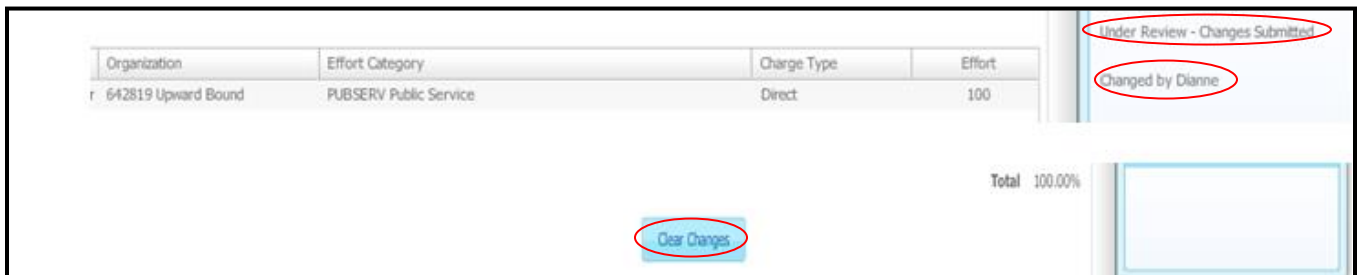 Under Review - Changes Submitted
Organization Effort Category Charge Type Effort
r 642819 Upward Bound PUBSERV Public Service Direct 100
Changed by Dianne
Total 100.00%
Clear Changes